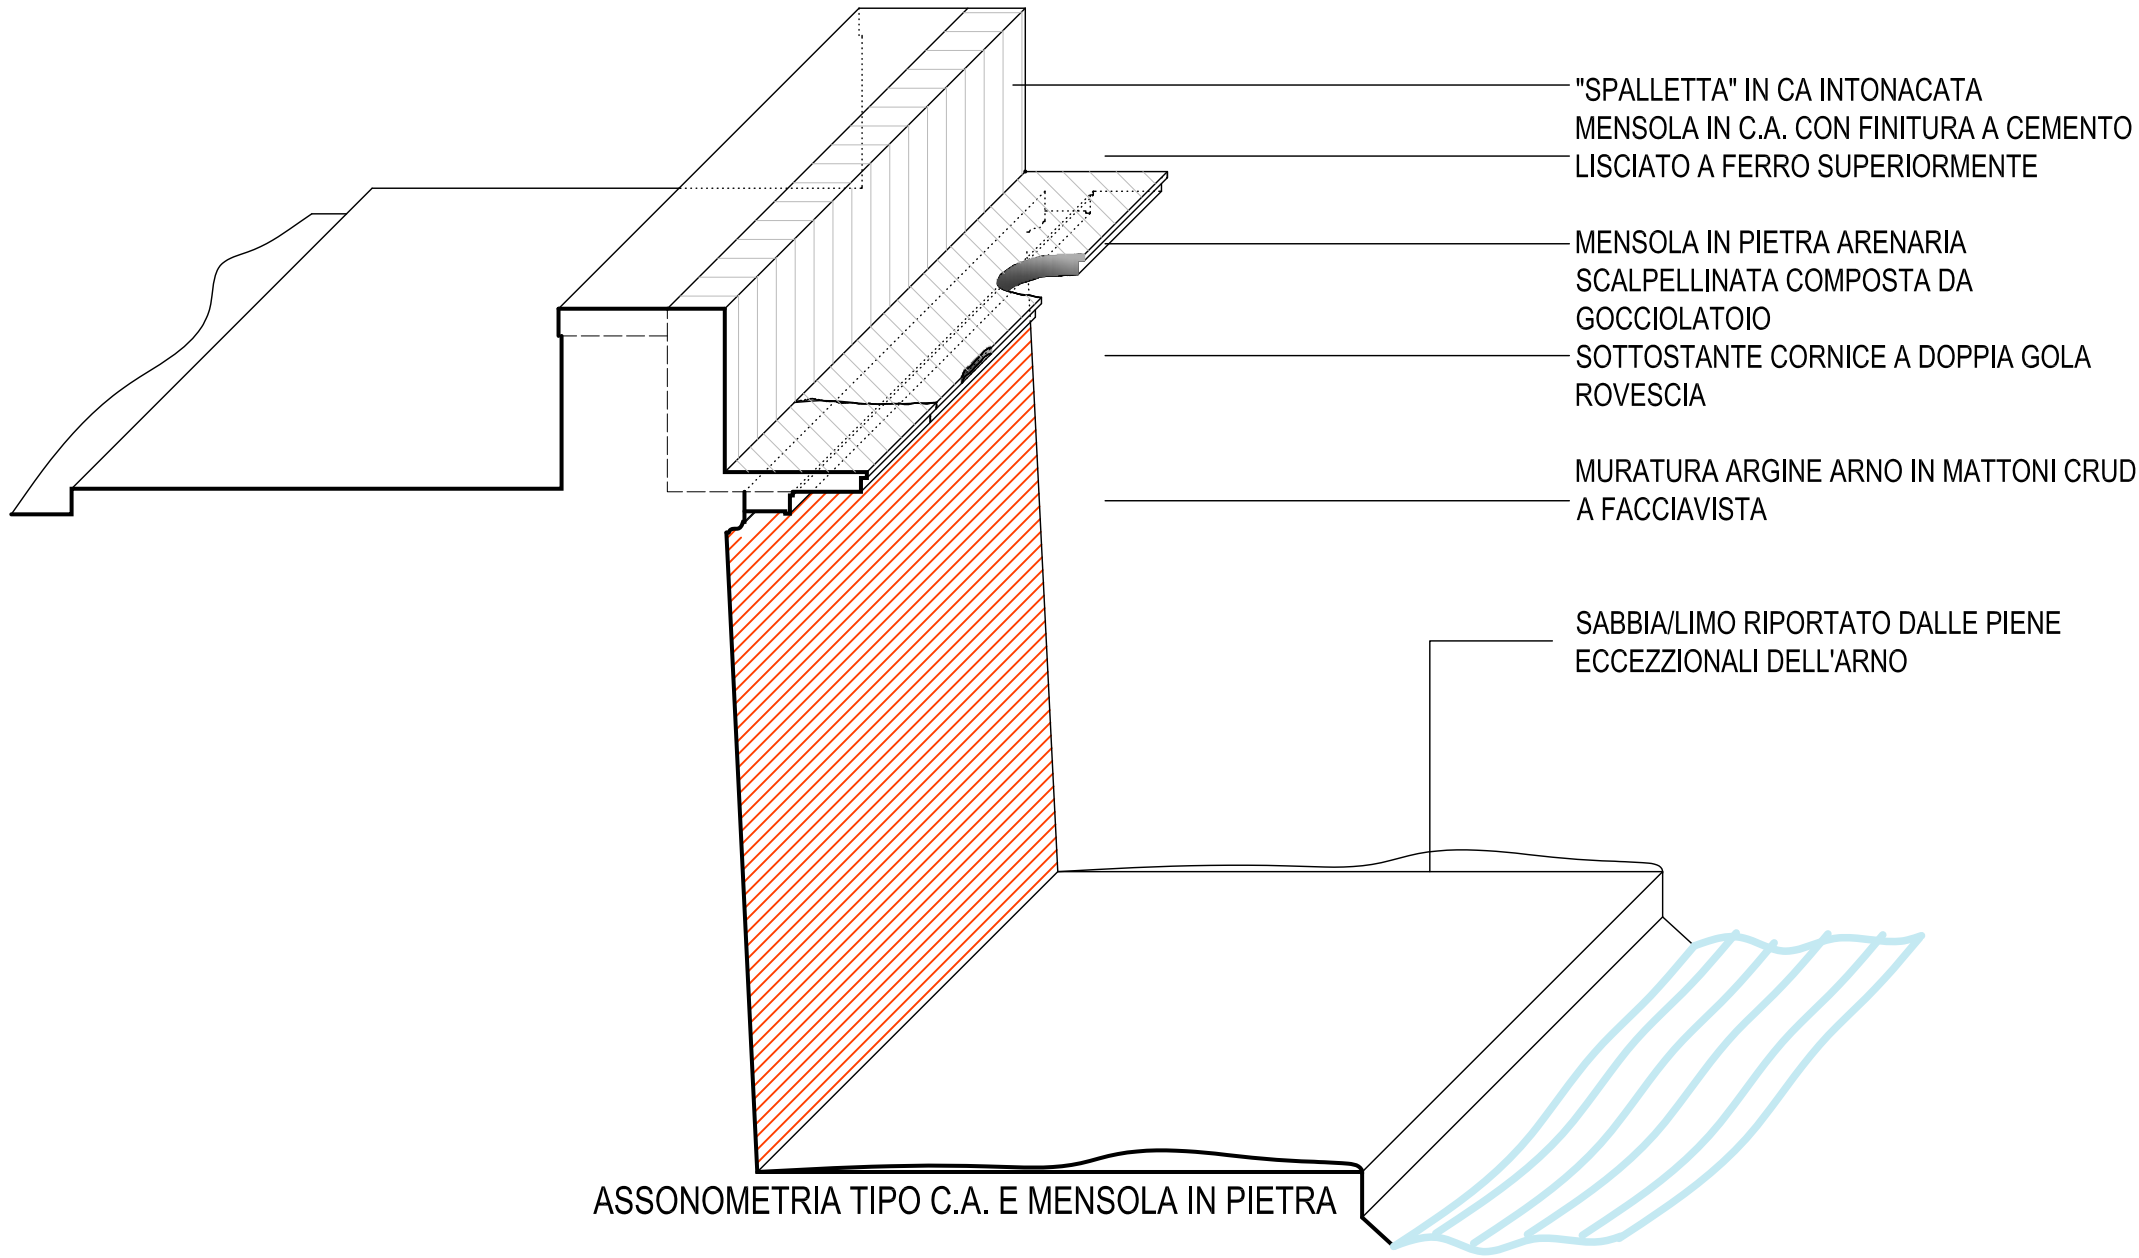 "SPALLETTA" IN CA INTONACATA
MENSOLA IN C.A. CON FINITURA A CEMENTO
LISCIATO A FERRO SUPERIORMENTE
MENSOLA IN PIETRA ARENARIA
SCALPELLINATA COMPOSTA DA
GOCCIOLATOIO
SOTTOSTANTE CORNICE A DOPPIA GOLA
ROVESCIA
MURATURA ARGINE ARNO IN MATTONI CRUD
A FACCIAVISTA
SABBIA/LIMO RIPORTATO DALLE PIENE
ECCEZZIONALI DELL'ARNO
ASSONOMETRIA TIPO C.A. E MENSOLA IN PIETRA